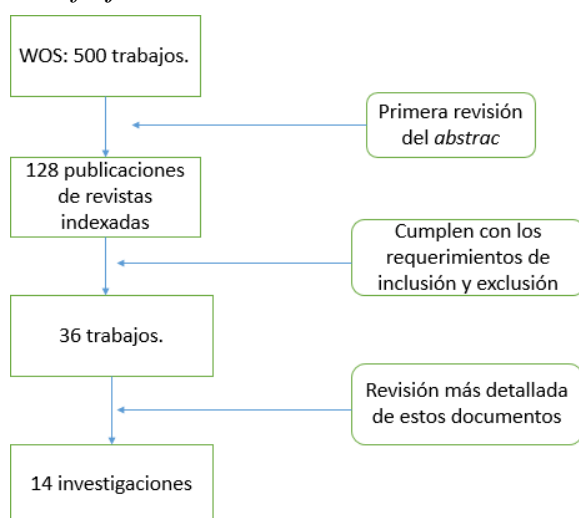 WOS: 500 trabajos.
Primera revisión
del abstrac
128 publicaciones
de revistas
indexadas
Cumplen con los
requerimientos de
inclusión y exclusión
36 trabajos.
Revisión más detallada
de estos documentos
14 investigaciones